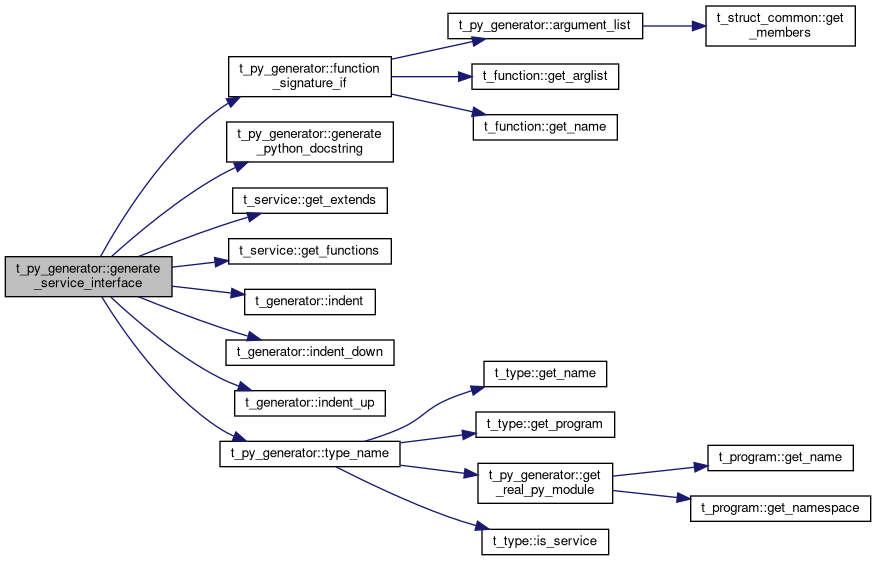 t_py_generator::generate
_service_interface
t_py_generator::function
_signature_if
t_py_generator::argument_list
t_struct_common::get
_members
t_function::get_arglist
t_function::get_name
t_py_generator::generate
_python_docstring
t_service::get_extends
t_service::get_functions
t_generator::indent
t_generator::indent_down
t_generator::indent_up
t_py_generator::type_name
t_type::get_name
t_type::get_program
t_py_generator::get
_real_py_module
t_program::get_name
t_program::get_namespace
t_type::is_service